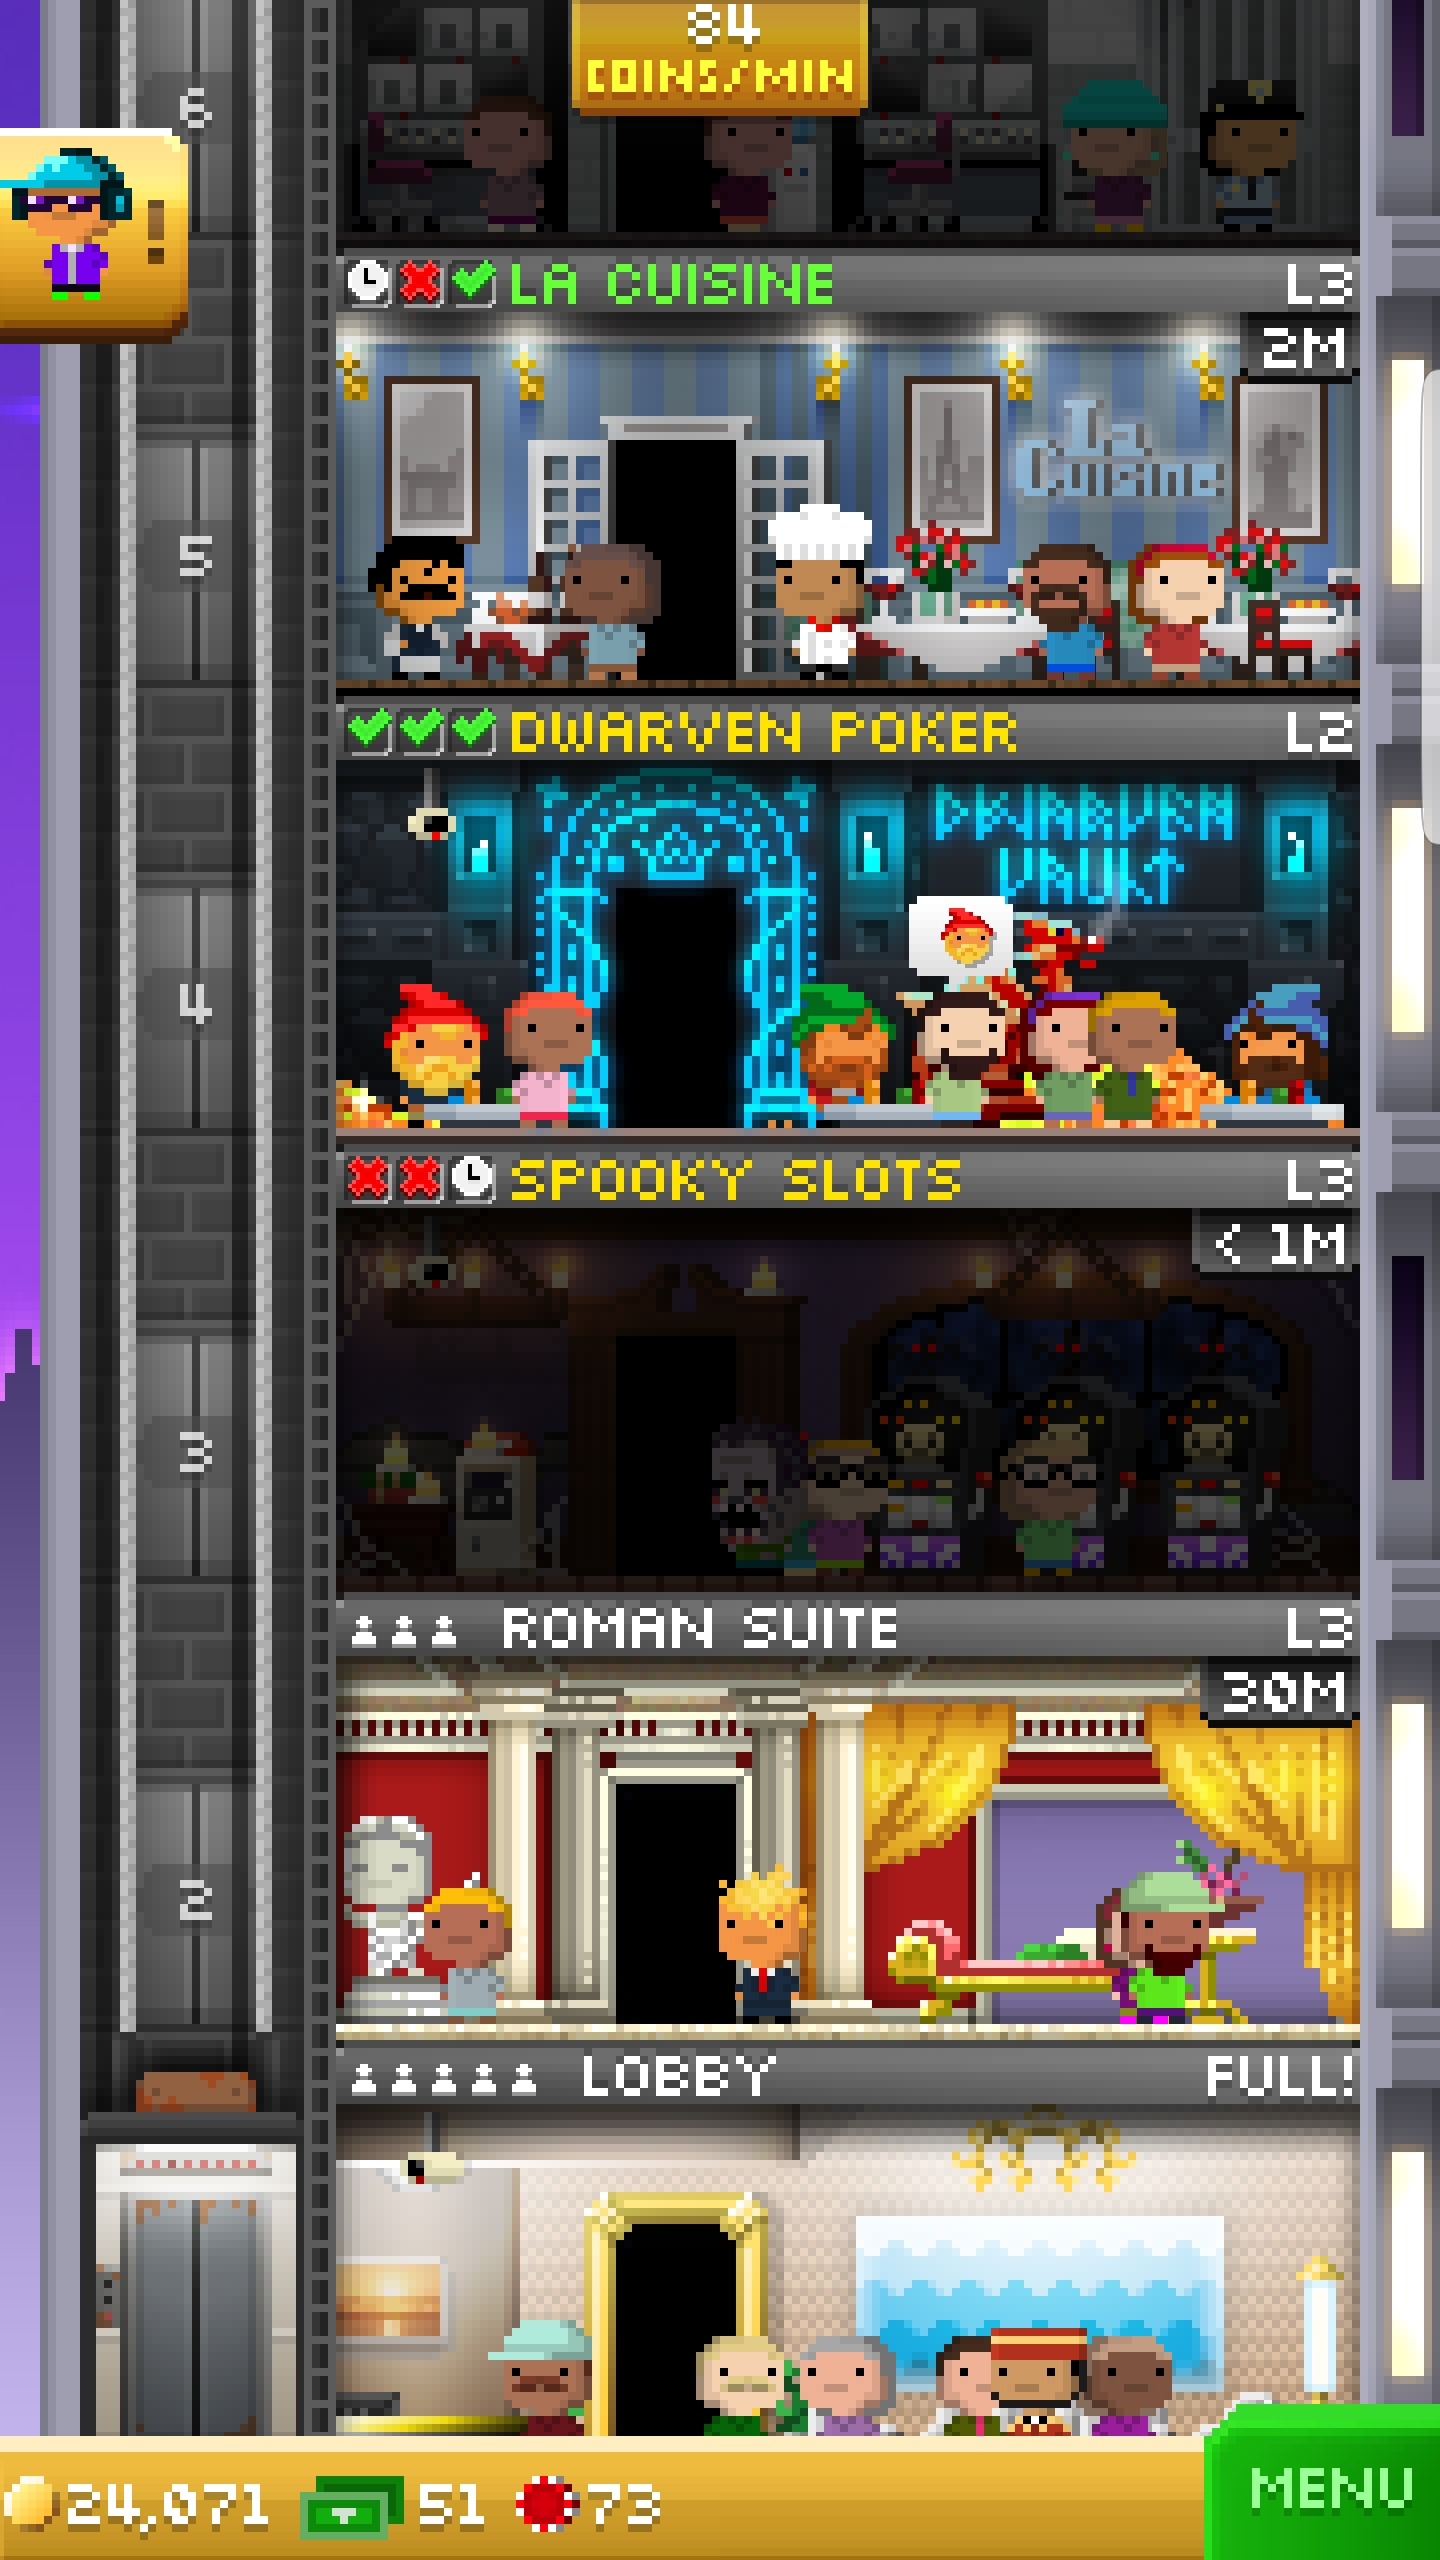 84
COINS/MIN
6
!
LA CUISINE L3
2M
La
Cuisine
5
DWARVEN POKER L2
DWARVEN
VAULT
4
SPOOKY SLOTS L3
< 1M
3
ROMAN SUITE L3
30M
2
LOBBY FULL!
24,071 51 73
MENU